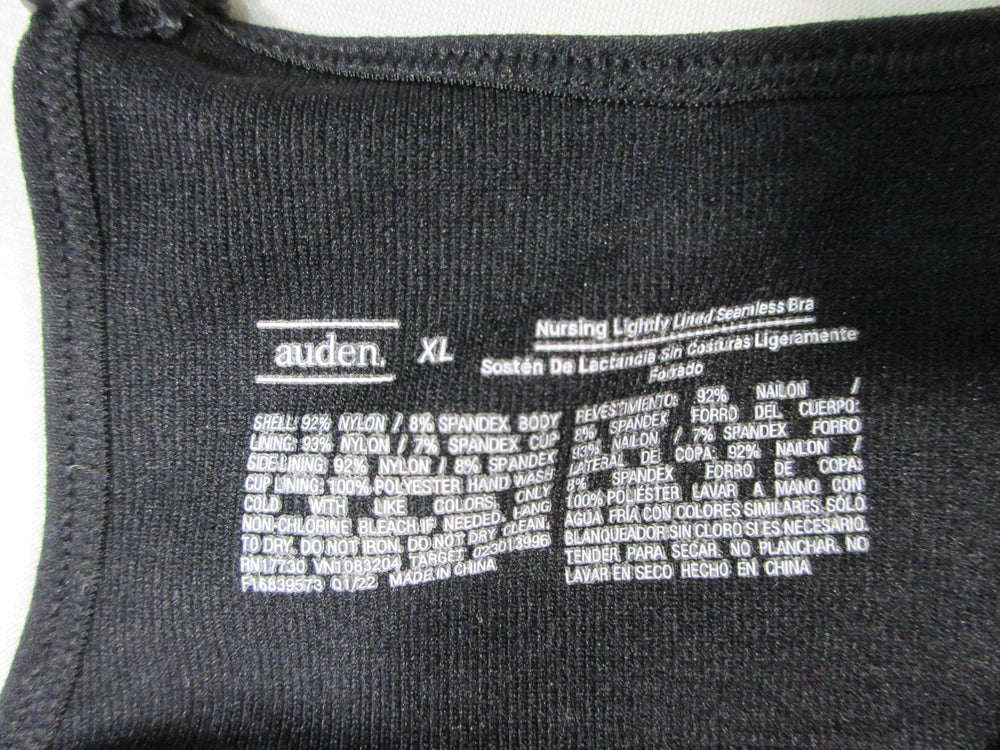 auden. XL
Nursing Lightly Lined Seamless Bra
Sostén De Lactancia Sin Costuras Ligeramente
Forrado
SHELL: 92% NYLON / 8% SPANDEX BODY
LINING: 93% NYLON / 7% SPANDEX CUP
SIDE LINING: 92% NYLON / 8% SPANDEX
CUP LINING: 100% POLYESTER HAND WASH
COLD WITH LIKE COLORS. ONLY
NON-CHLORINE BLEACH IF NEEDED. HANG
TO DRY. DO NOT IRON. DO NOT DRY CLEAN.
RN17730 VN1083204 TARGET 023013996
F16839573 Q1/22 MADE IN CHINA
REVESTIMIENTO: 92% NAILON /
8% SPANDEX FORRO DEL CUERPO:
93% NAILON / 7% SPANDEX FORRO
LATERAL DE COPA: 92% NAILON /
8% SPANDEX FORRO DE COPA:
100% POLIÉSTER LAVAR A MANO CON
AGUA FRÍA CON COLORES SIMILARES. SÓLO
BLANQUEADOR SIN CLORO SI ES NECESARIO.
TENDER PARA SECAR. NO PLANCHAR. NO
LAVAR EN SECO HECHO EN CHINA